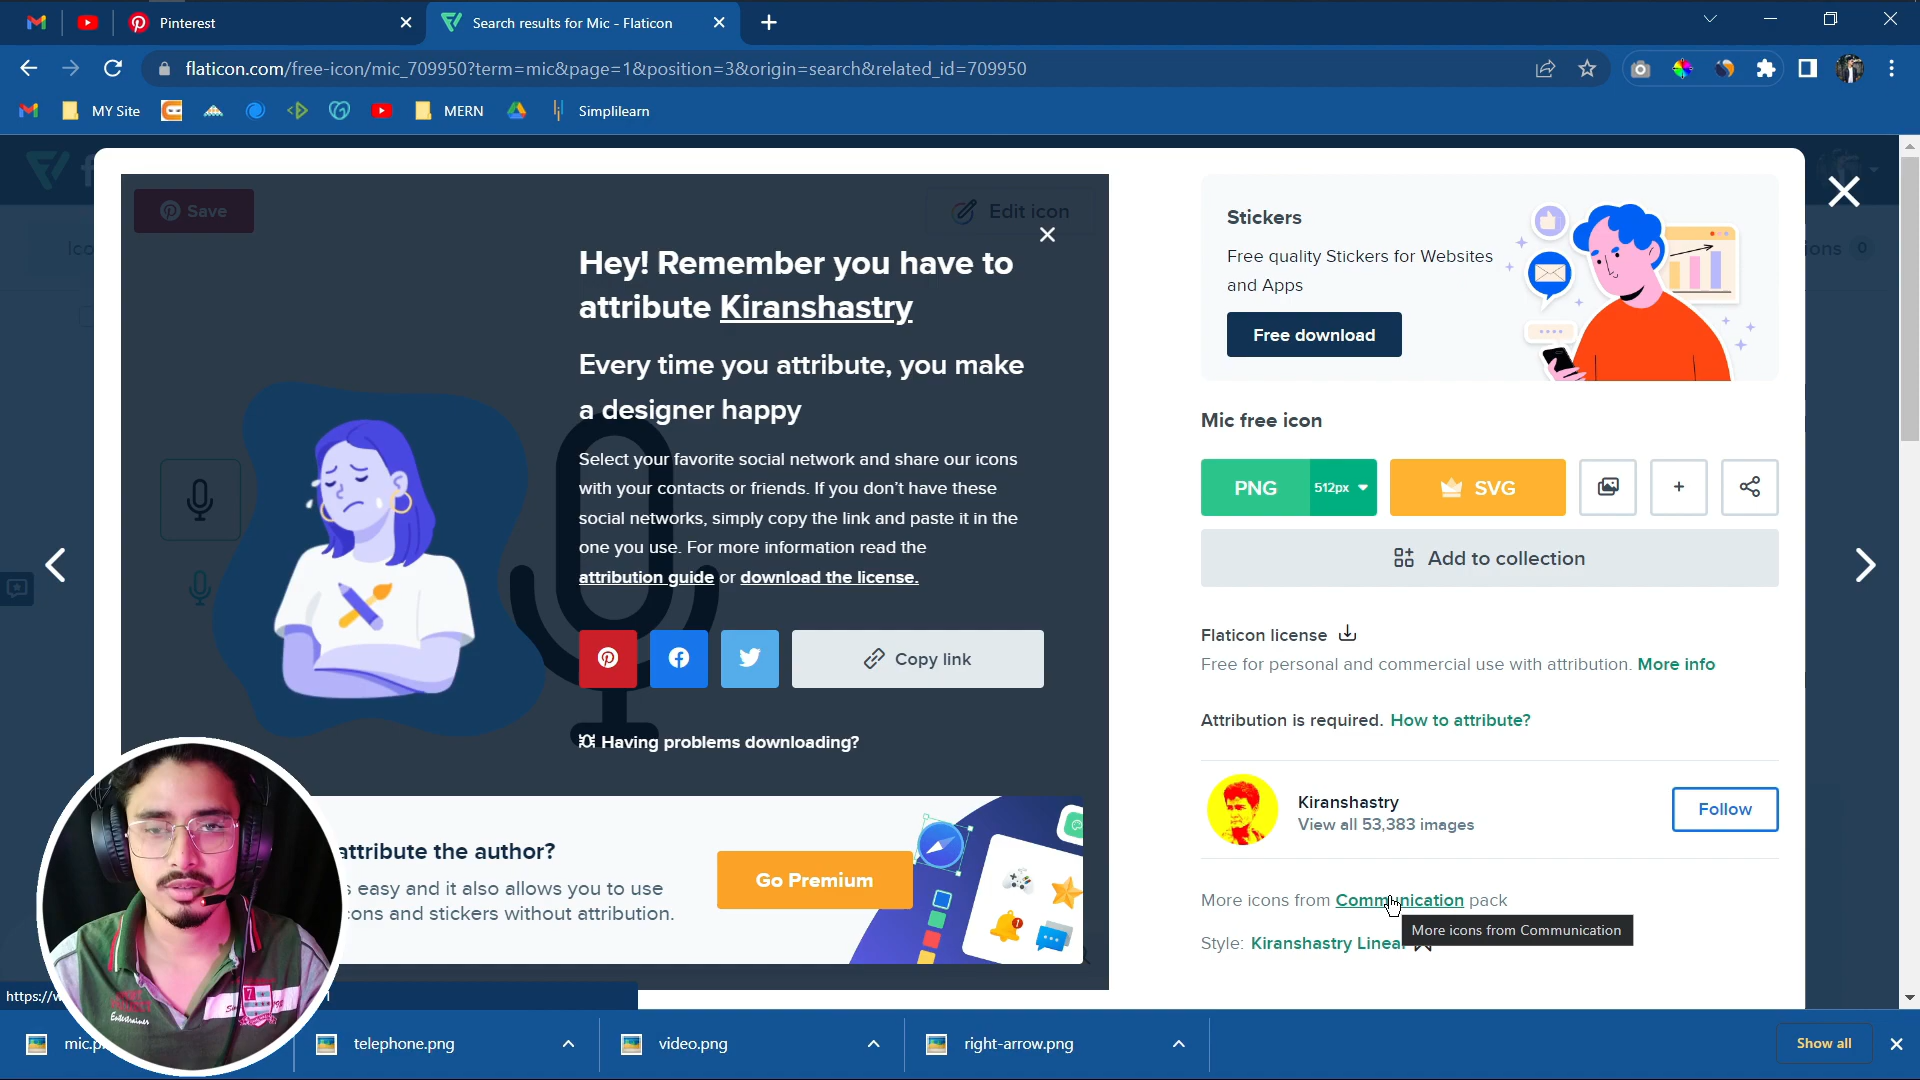 Pinterest
Search results for Mic - Flaticon
flaticon.com/free-icon/mic_709950?term=mic&page=1&position=3&origin=search&related_id=709950
MY Site
MERN
Simplilearn
Save
Edit icon
Hey! Remember you have to
attribute Kiranshastry
Every time you attribute, you make
a designer happy
Select your favorite social network and share our icons
with your contacts or friends. If you don't have these
social networks, simply copy the link and paste it in the
one you use. For more information read the
attribution guide or download the license.
Copy link
Having problems downloading?
attribute the author?
easy and it also allows you to use
cons and stickers without attribution.
Go Premium
Stickers
Free quality Stickers for Websites
and Apps
Free download
Mic free icon
PNG 512px
SVG
+
Add to collection
Flaticon license
Free for personal and commercial use with attribution. More info
Attribution is required. How to attribute?
Kiranshastry
View all 53,383 images
Follow
More icons from Communication pack
More icons from Communication
Style: Kiranshastry Linea
ions 0
Ico
https://w
mic.p
telephone.png
video.png
right-arrow.png
Show all